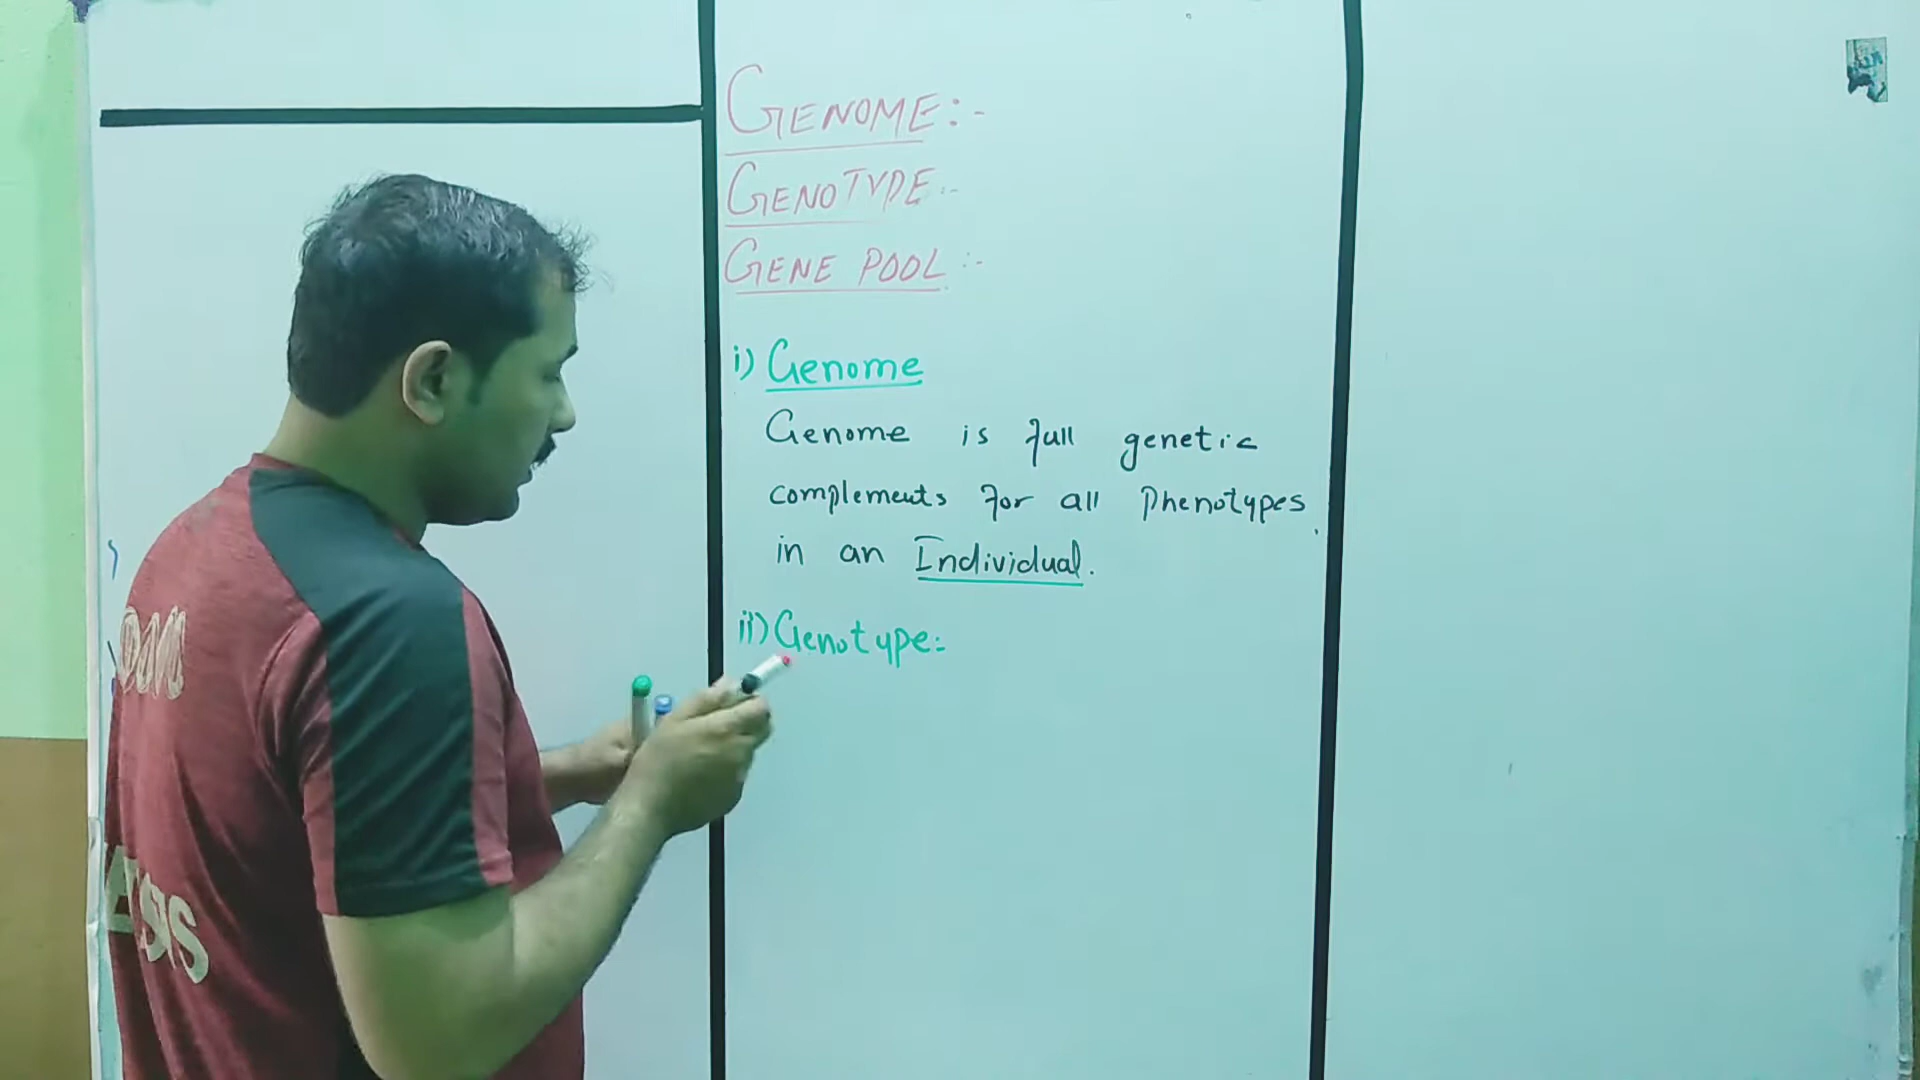 GENOME:-
GENOTYPE:-
GENE POOL:-
i) Genome
Genome is full genetic
complements for all Phenotypes
in an Individual.
ii) Genotype: